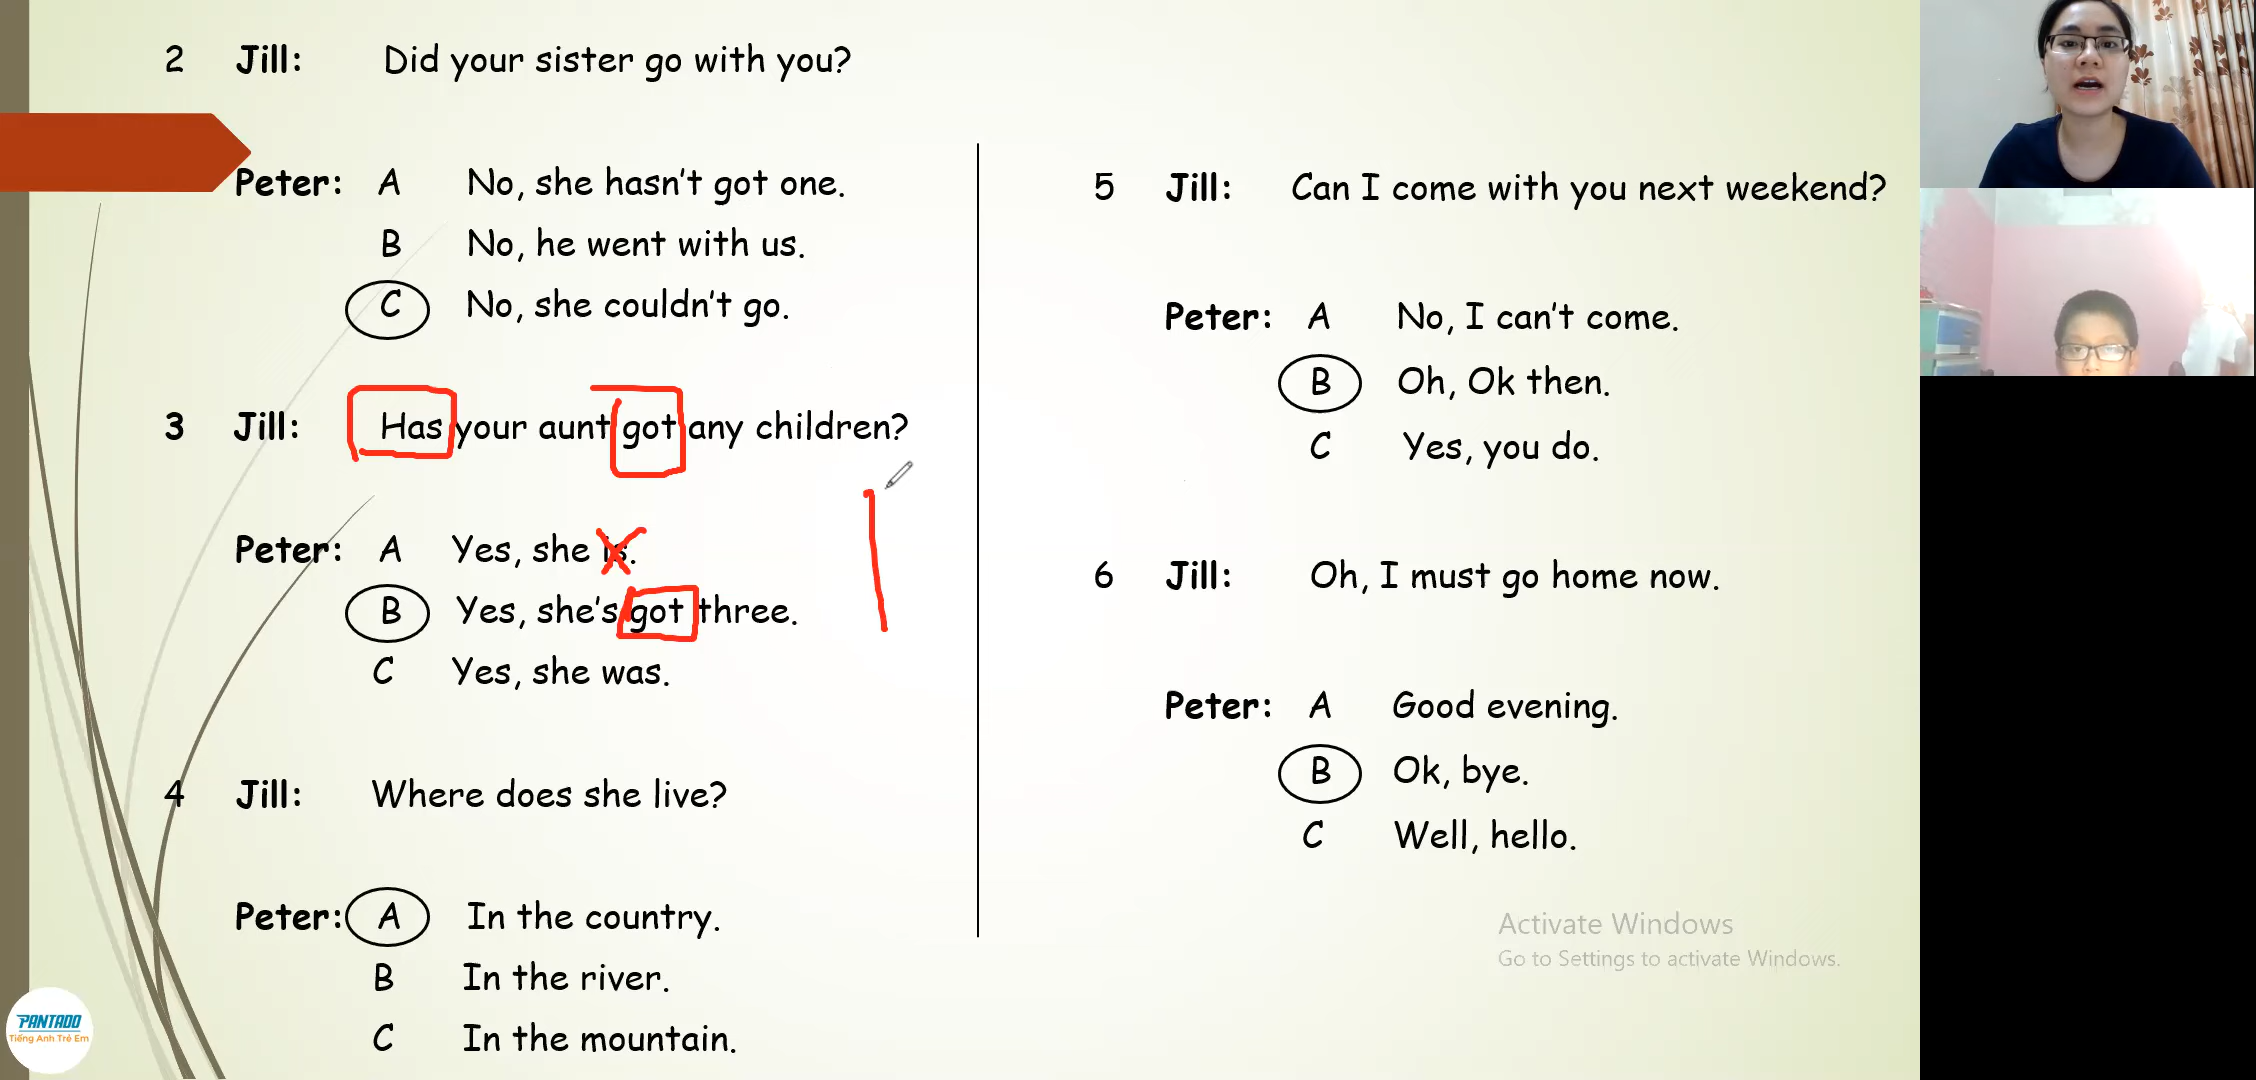 2 Jill: Did your sister go with you?
Peter: A No, she hasn't got one.
B No, he went with us.
C No, she couldn't go.
3 Jill: Has your aunt got any children?
Peter: A Yes, she is.
B Yes, she's got three.
C Yes, she was.
4 Jill: Where does she live?
Peter: A In the country.
B In the river.
C In the mountain.
5 Jill: Can I come with you next weekend?
Peter: A No, I can't come.
B Oh, Ok then.
C Yes, you do.
6 Jill: Oh, I must go home now.
Peter: A Good evening.
B Ok, bye.
C Well, hello.
Activate Windows
Go to Settings to activate Windows.
PANTADO
Tiếng Anh Trẻ Em